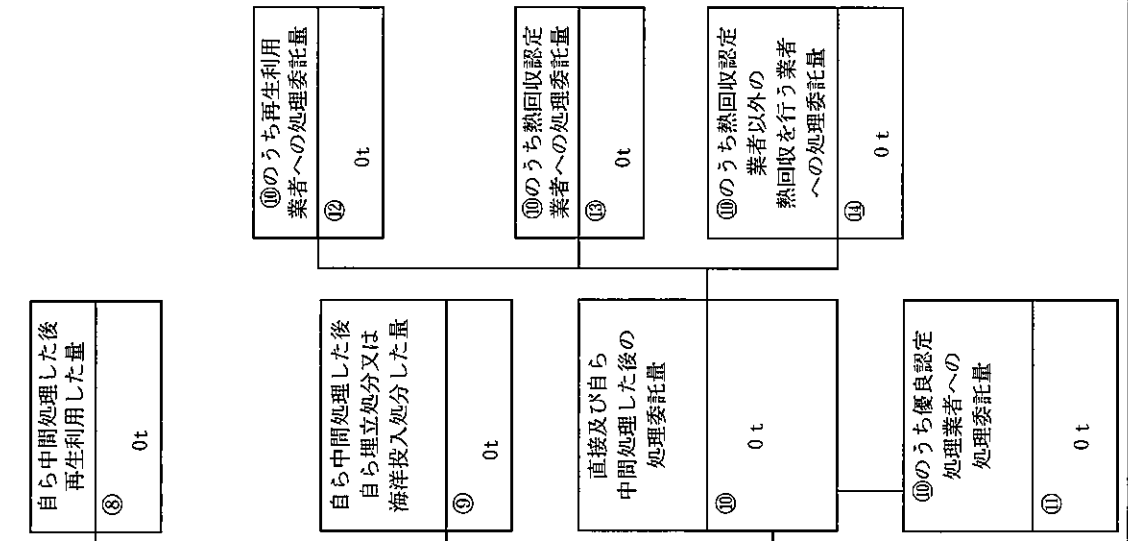 自ら中間処理した後
再生利用した量
⑧
0t
自ら中間処理した後
自ら埋立処分又は
海洋投入処分した量
⑨
0t
直接及び自ら
中間処理した後の
処理委託量
⑩
0t
⑩のうち優良認定
処理業者への
処理委託量
⑪
0t
⑩のうち再生利用
業者への処理委託量
⑫
0t
⑩のうち熱回収認定
業者への処理委託量
⑬
0t
⑩のうち熱回収認定
業者以外の
熱回収を行う業者
への処理委託量
⑭
0t